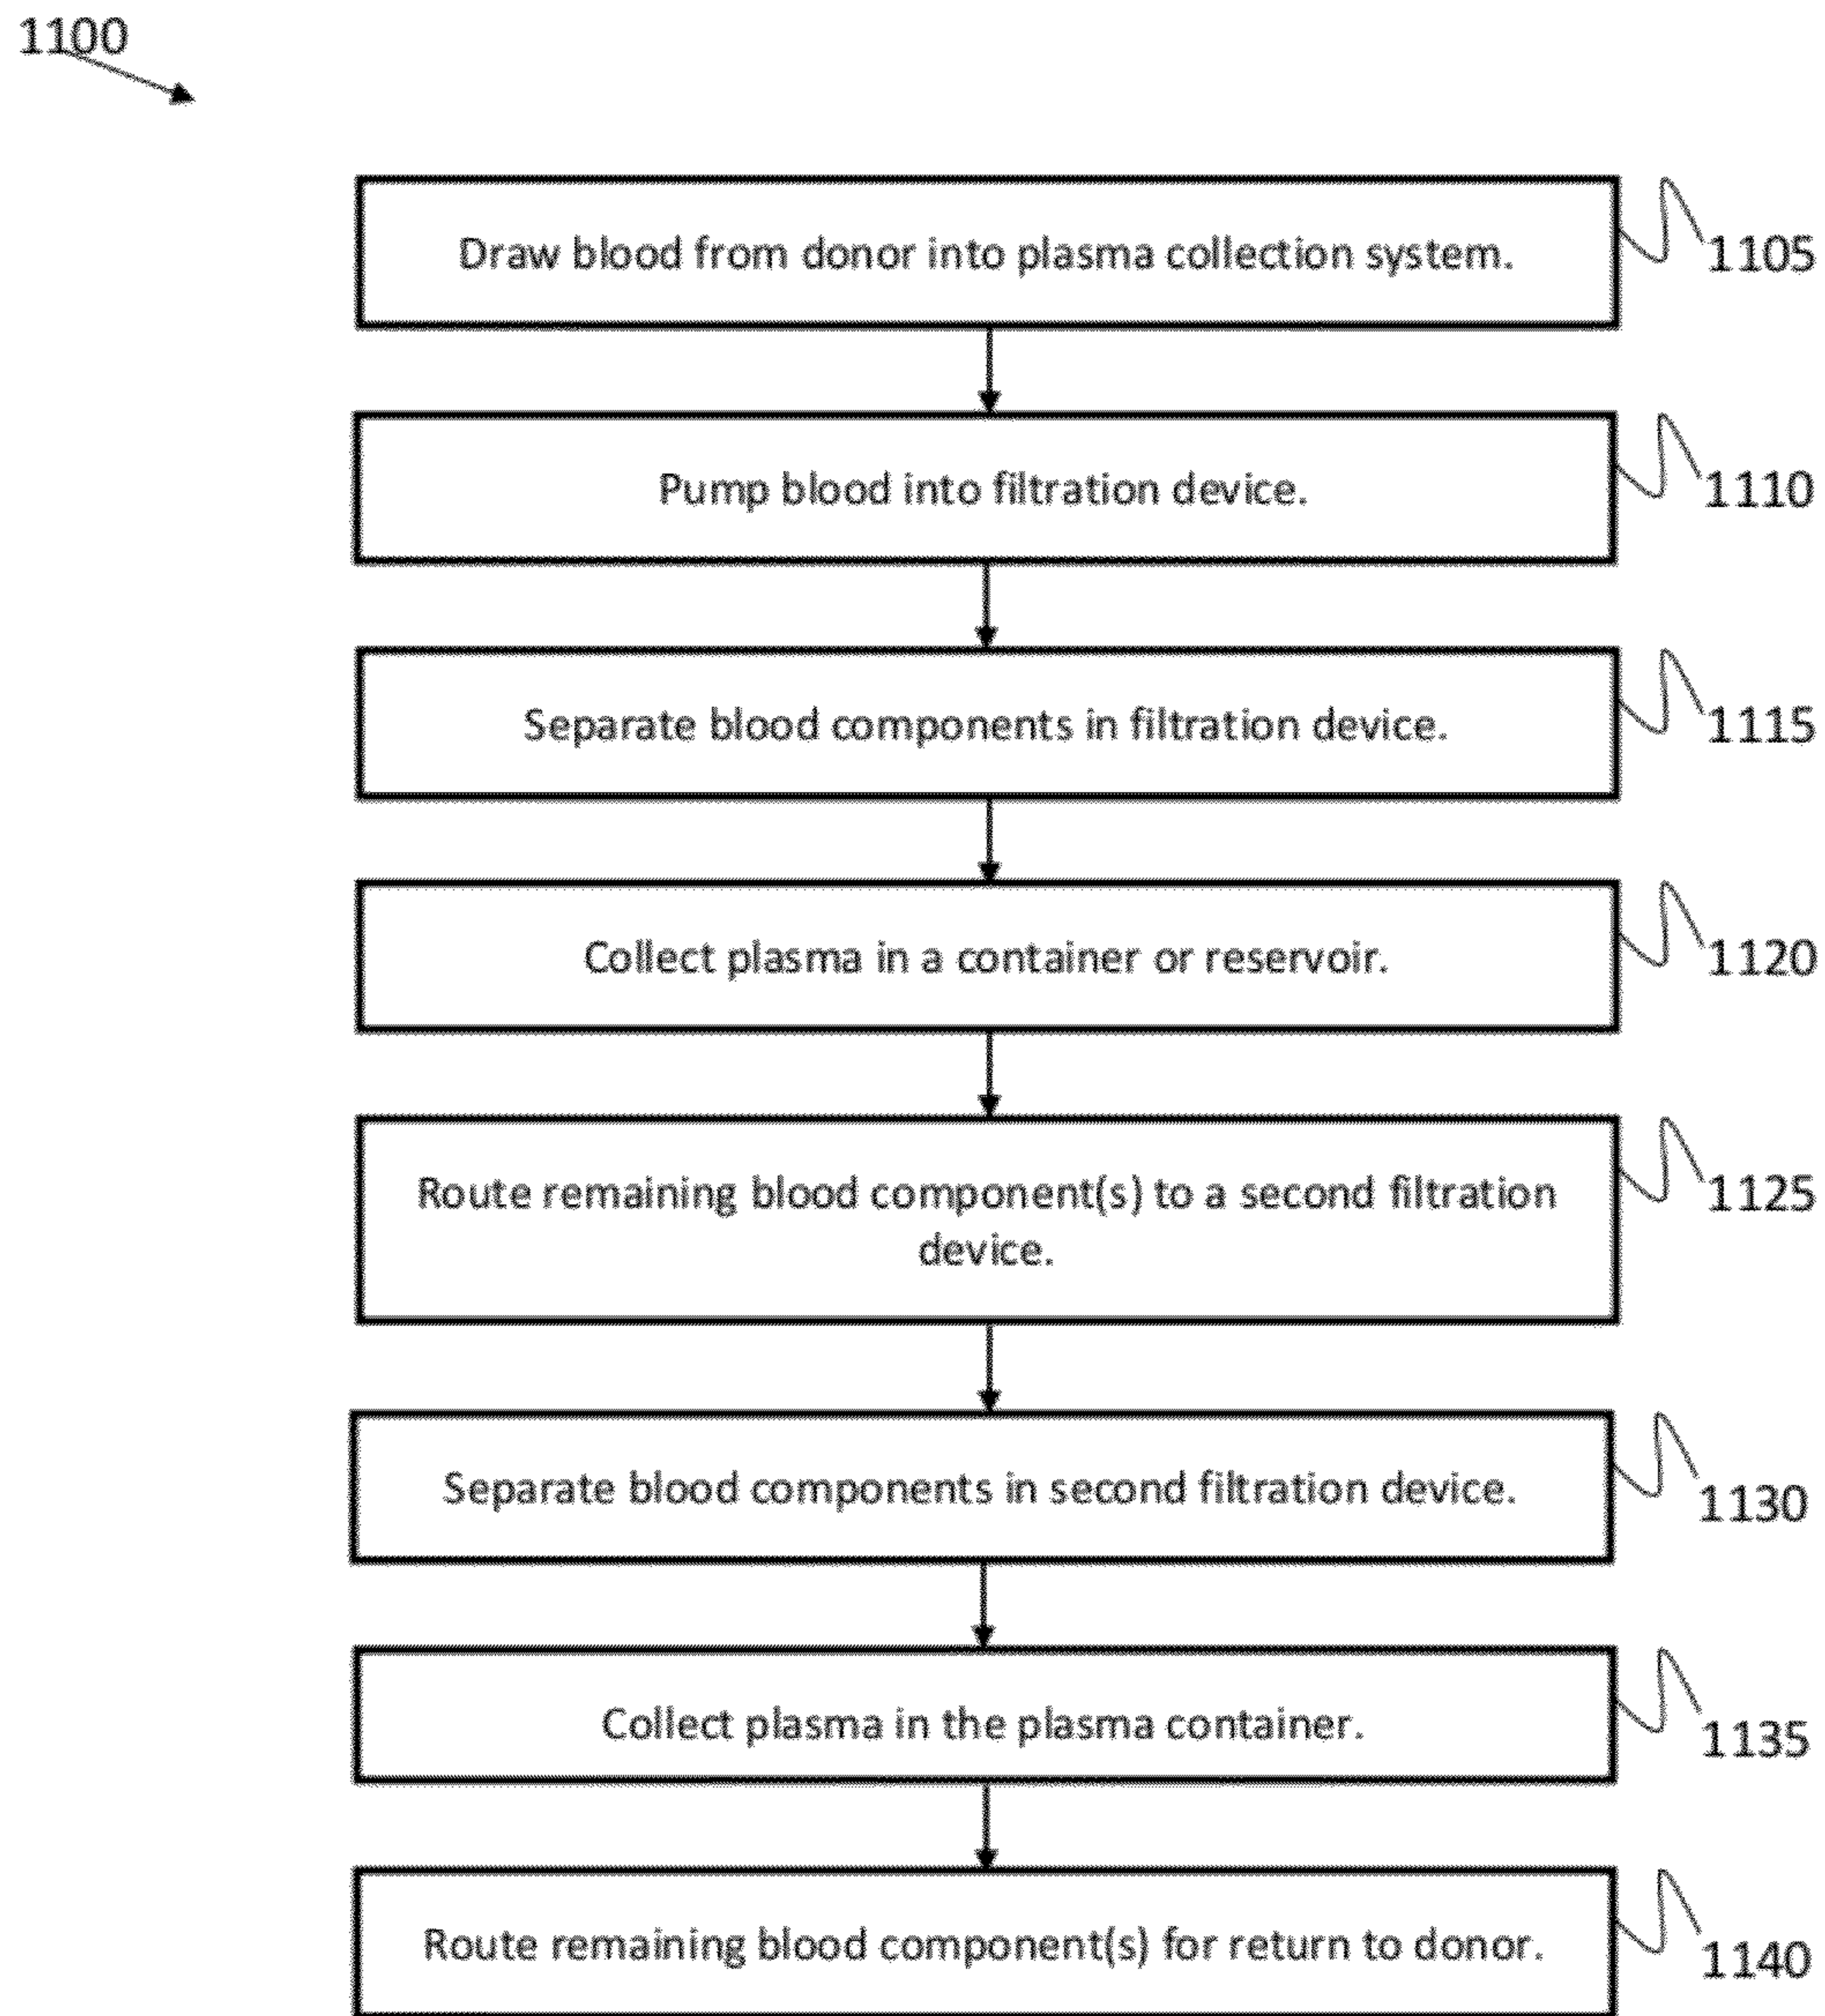 1100
Draw blood from donor into plasma collection system.
1105
Pump blood into filtration device.
1110
Separate blood components in filtration device.
1115
Collect plasma in a container or reservoir.
1120
Route remaining blood component(s) to a second filtration
device.
1125
Separate blood components in second filtration device.
1130
Collect plasma in the plasma container.
1135
Route remaining blood component(s) for return to donor.
1140